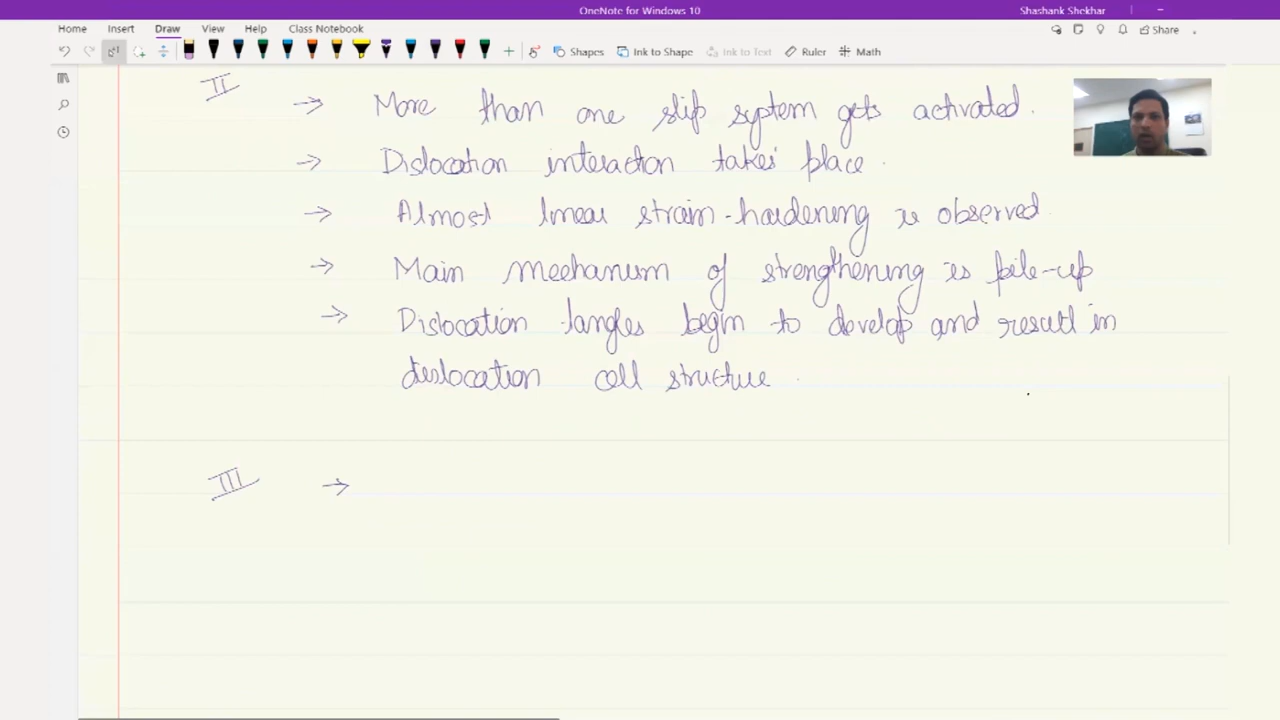 OneNote for Windows 10
Shashank Shekhar
Home Insert Draw View Help Class Notebook
Share
Shapes Ink to Shape Ink to Text Ruler Math
II → More than one slip system gets activated.
→ Dislocation interaction takes place.
→ Almost linear strain-hardening is observed
→ Main mechanism of strengthening is pile-up
→ Dislocation tangles begin to develop and result in
dislocation cell structure.
III →